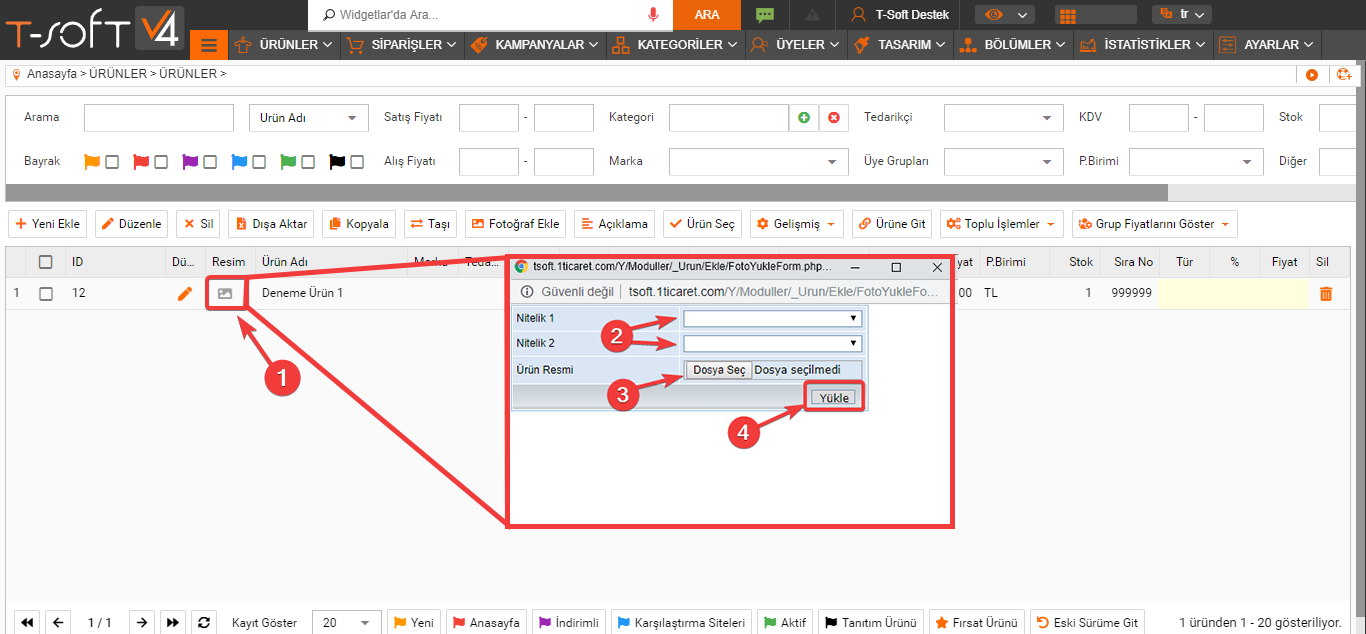 T-SOFT V4
Widgetlar'da Ara...
ARA
T-Soft Destek
tr
ÜRÜNLER
SİPARİŞLER
KAMPANYALAR
KATEGORİLER
ÜYELER
TASARIM
BÖLÜMLER
İSTATİSTİKLER
AYARLAR
Anasayfa > ÜRÜNLER > ÜRÜNLER >
Arama Ürün Adı Satış Fiyatı - Kategori Tedarikçi KDV - Stok
Bayrak Alış Fiyatı - Marka Üye Grupları P.Birimi Diğer
Yeni Ekle Düzenle Sil Dışa Aktar Kopyala Taşı Fotoğraf Ekle Açıklama Ürün Seç Gelişmiş Ürüne Git Toplu İşlemler Grup Fiyatlarını Göster
ID Dü... Resim Ürün Adı Marka Teda... yat P.Birimi Stok Sıra No Tür % Fiyat Sil
1 12 Deneme Ürün 1 00 TL 1 999999
tsoft.1ticaret.com/Y/Moduller/_Urun/Ekle/FotoYukleForm.php...
Güvenli değil | tsoft.1ticaret.com/Y/Moduller/_Urun/Ekle/FotoYukleFo...
Nitelik 1
Nitelik 2
Ürün Resmi Dosya Seç Dosya seçilmedi
Yükle
1
2
3
4
1 / 1 Kayıt Göster 20 Yeni Anasayfa İndirimli Karşılaştırma Siteleri Aktif Tanıtım Ürünü Fırsat Ürünü Eski Sürüme Git 1 üründen 1 - 20 gösteriliyor.